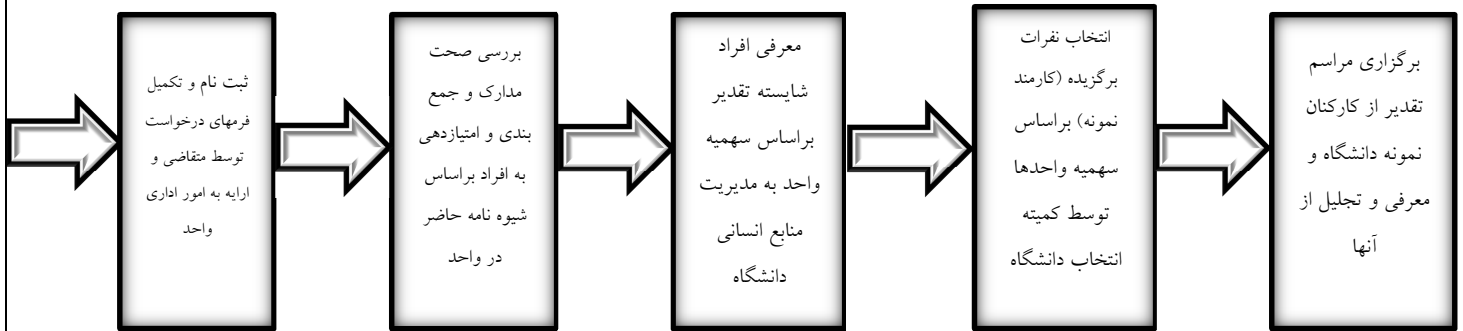 ثبت نام و تکمیل
فرمهای درخواست
توسط متقاضی و
ارایه به امور اداری
واحد
بررسی صحت
مدارک و جمع
بندی و امتیازدهی
به افراد براساس
شیوه نامه حاضر
در واحد
معرفی افراد
شایسته تقدیر
براساس سهمیه
واحد به مدیریت
منابع انسانی
دانشگاه
انتخاب نفرات
برگزیده (کارمند
نمونه) براساس
سهمیه واحدها
توسط کمیته
انتخاب دانشگاه
برگزاری مراسم
تقدیر از کارکنان
نمونه دانشگاه و
معرفی و تجلیل از
آنها